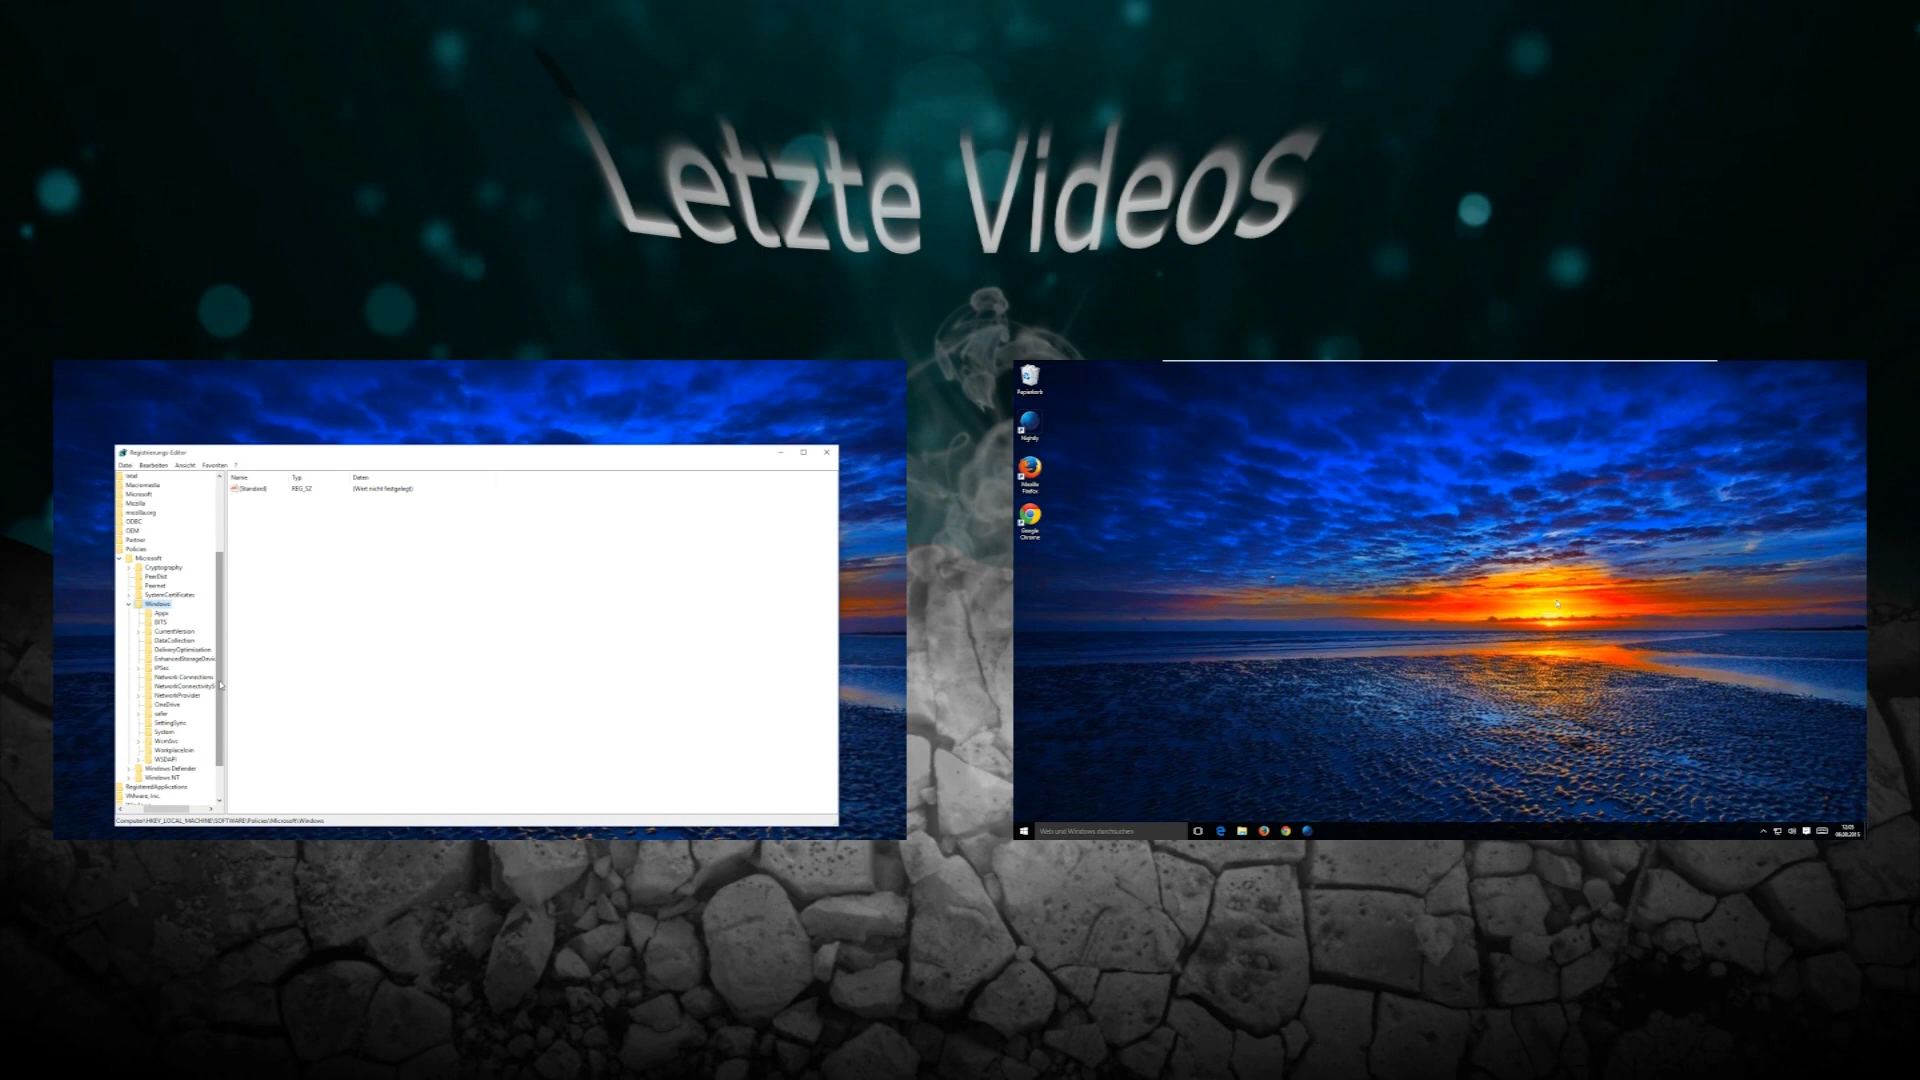 Letzte Videos
Registrierungs-Editor
Datei Bearbeiten Ansicht Favoriten ?
Name Typ Daten
(Standard) REG_SZ (Wert nicht festgelegt)
Intel
Macromedia
Microsoft
Mozilla
mozilla.org
ODBC
OEM
Partner
Policies
Microsoft
Cryptography
PeerDist
Peernet
SystemCertificates
Windows
Appx
BITS
CurrentVersion
DataCollection
DeliveryOptimization
EnhancedStorageDevic
IPSec
Network Connections
NetworkConnectivityS
NetworkProvider
OneDrive
safer
SettingSync
System
WcmSvc
WorkplaceJoin
WSDAPI
Windows Defender
Windows NT
RegisteredApplications
VMware, Inc.
Computer\HKEY_LOCAL_MACHINE\SOFTWARE\Policies\Microsoft\Windows
Papierkorb
Nightly
Mozilla
Firefox
Google
Chrome
Web und Windows durchsuchen